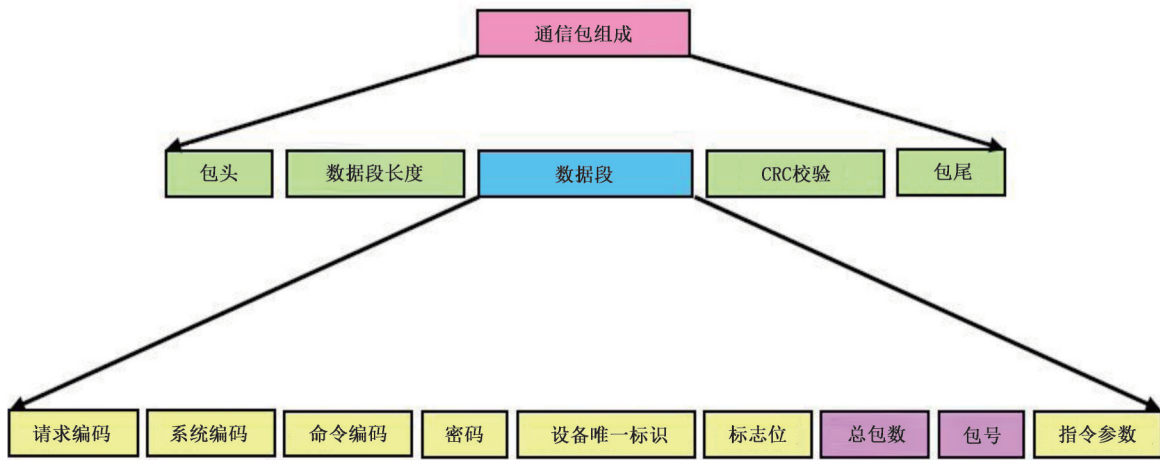 通信包组成
包头 数据段长度 数据段 CRC校验 包尾
请求编码 系统编码 命令编码 密码 设备唯一标识 标志位 总包数 包号 指令参数